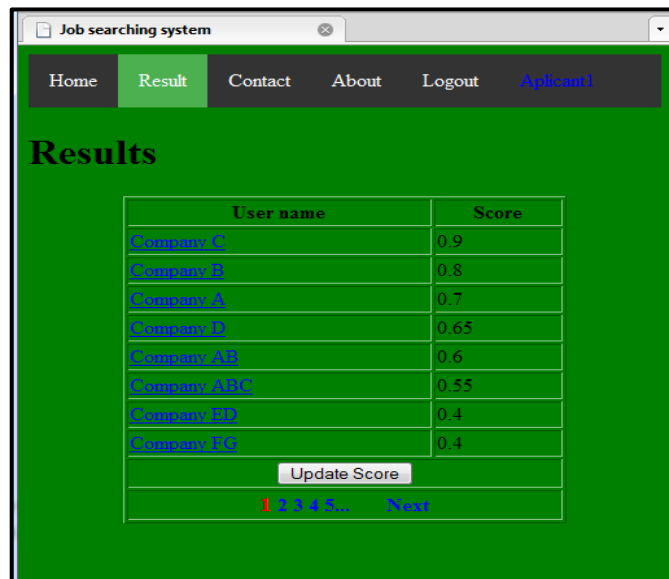 Job searching system
Home Result Contact About Logout Aplicant1
Results
User name Score
Company C 0.9
Company B 0.8
Company A 0.7
Company D 0.65
Company AB 0.6
Company ABC 0.55
Company ED 0.4
Company FG 0.4
Update Score
1 2 3 4 5... Next